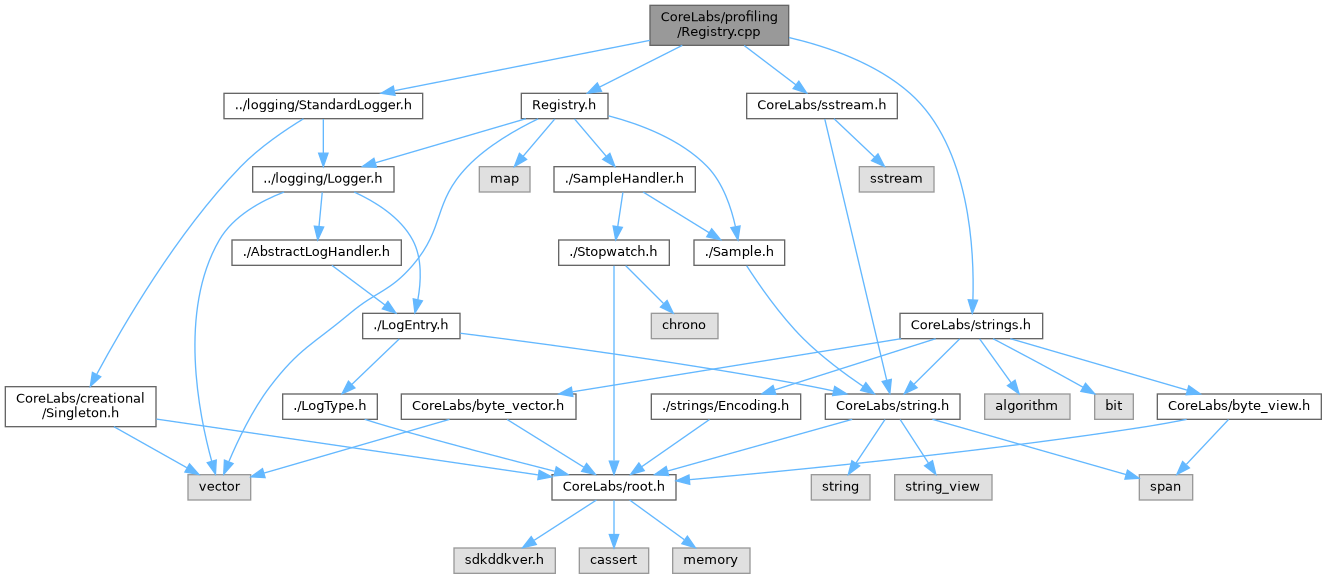 CoreLabs/profiling
/Registry.cpp
../logging/StandardLogger.h
Registry.h
CoreLabs/sstream.h
../logging/Logger.h
map
./SampleHandler.h
sstream
./AbstractLogHandler.h
./Stopwatch.h
./Sample.h
./LogEntry.h
chrono
CoreLabs/strings.h
CoreLabs/creational
/Singleton.h
./LogType.h
CoreLabs/byte_vector.h
./strings/Encoding.h
CoreLabs/string.h
algorithm
bit
CoreLabs/byte_view.h
vector
CoreLabs/root.h
string
string_view
span
sdkddkver.h
cassert
memory